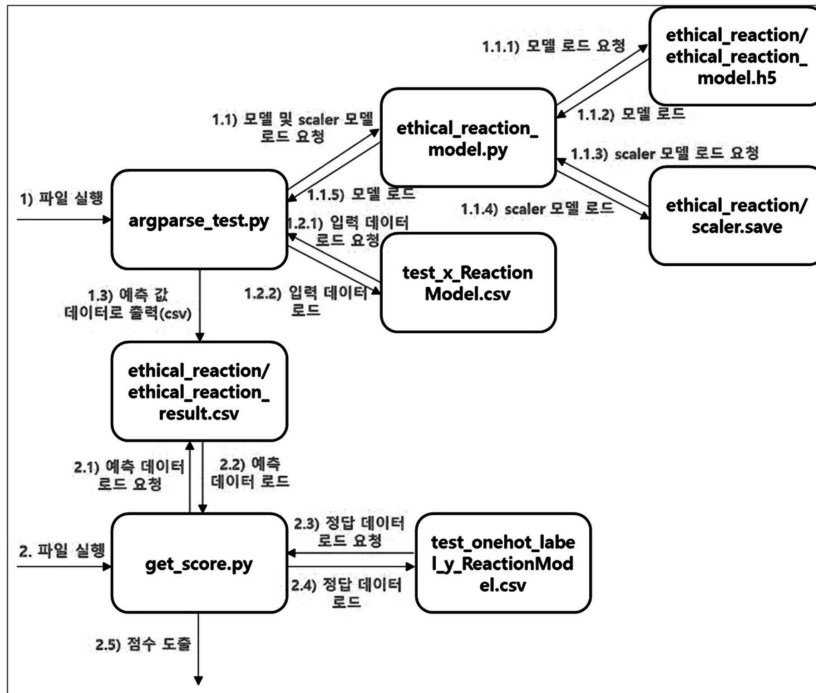 1.1.1) 모델 로드 요청
ethical_reaction/
ethical_reaction_
model.h5
1.1) 모델 및 scaler 모델
로드 요청
ethical_reaction_
model.py
1.1.2) 모델 로드
1.1.3) scaler 모델 로드 요청
1) 파일 실행
argparse_test.py
1.1.5) 모델 로드
1.1.4) scaler 모델 로드
ethical_reaction/
scaler.save
1.2.1) 입력 데이터
로드 요청
1.2.2) 입력 데이터
로드
test_x_Reaction
Model.csv
1.3) 예측 값
데이터로 출력(csv)
ethical_reaction/
ethical_reaction_
result.csv
2.1) 예측 데이터
로드 요청
2.2) 예측
데이터 로드
2. 파일 실행
get_score.py
2.3) 정답 데이터
로드 요청
2.4) 정답 데이터
로드
test_onehot_labe
l_y_ReactionMod
el.csv
2.5) 점수 도출